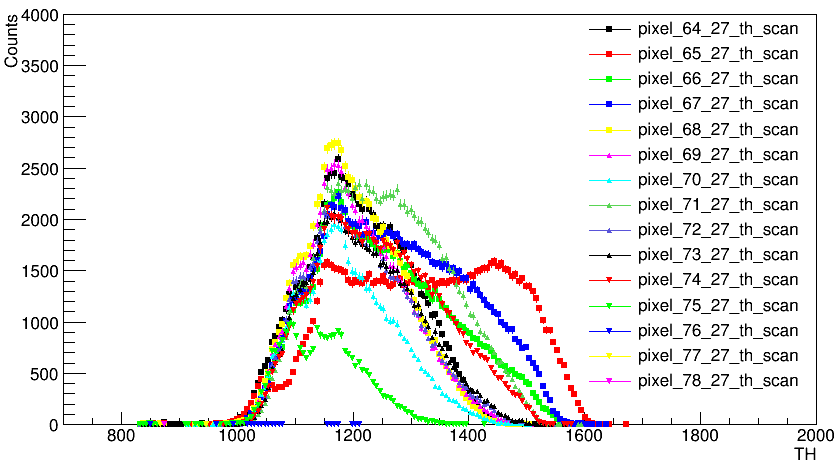 Counts
4000
3500
3000
2500
2000
1500
1000
500
0
pixel_64_27_th_scan
pixel_65_27_th_scan
pixel_66_27_th_scan
pixel_67_27_th_scan
pixel_68_27_th_scan
pixel_69_27_th_scan
pixel_70_27_th_scan
pixel_71_27_th_scan
pixel_72_27_th_scan
pixel_73_27_th_scan
pixel_74_27_th_scan
pixel_75_27_th_scan
pixel_76_27_th_scan
pixel_77_27_th_scan
pixel_78_27_th_scan
800 1000 1200 1400 1600 1800 2000
TH